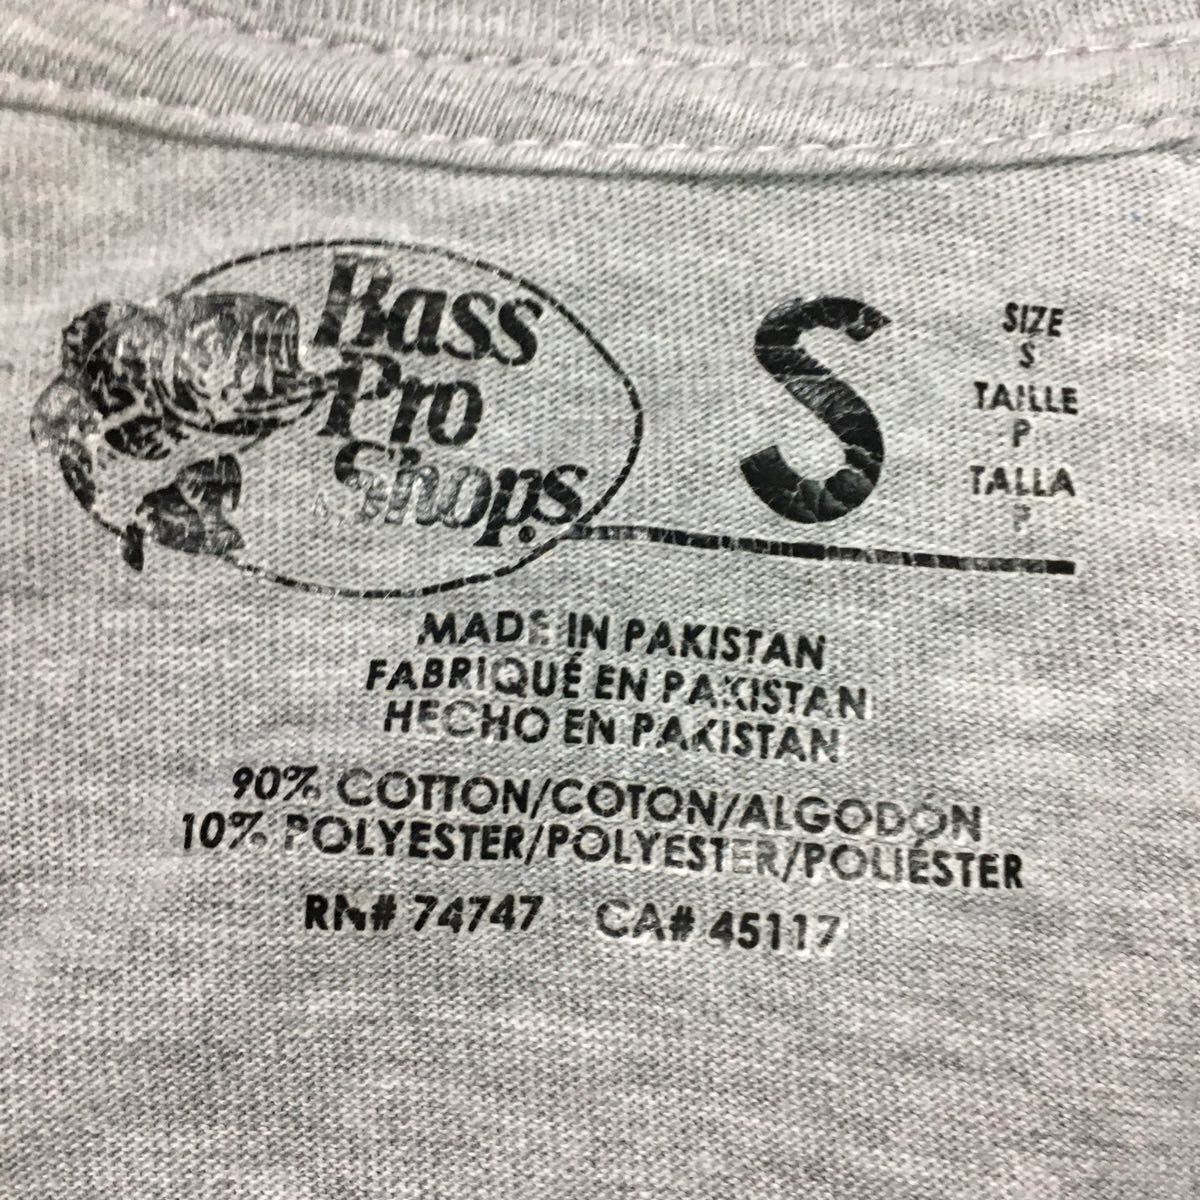 Bass
Pro
Shops®
S
SIZE
S
TAILLE
P
TALLA
P
MADE IN PAKISTAN
FABRIQUÉ EN PAKISTAN
HECHO EN PAKISTAN
90% COTTON/COTON/ALGODÓN
10% POLYESTER/POLYESTER/POLIÉSTER
RN# 74747 CA# 45117